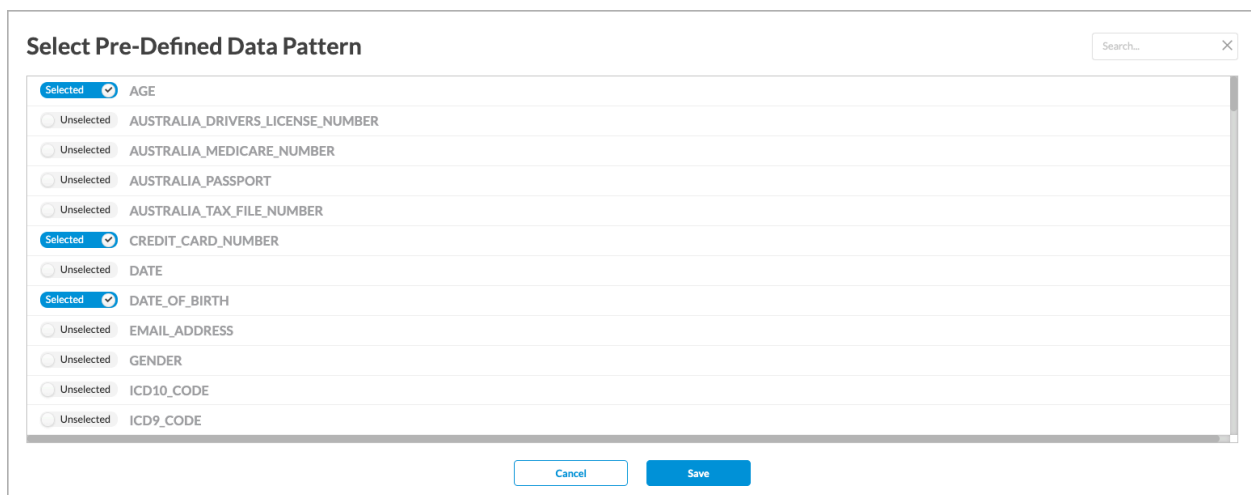 Select Pre-Defined Data Pattern
Search...
Selected AGE
Unselected AUSTRALIA_DRIVERS_LICENSE_NUMBER
Unselected AUSTRALIA_MEDICARE_NUMBER
Unselected AUSTRALIA_PASSPORT
Unselected AUSTRALIA_TAX_FILE_NUMBER
Selected CREDIT_CARD_NUMBER
Unselected DATE
Selected DATE_OF_BIRTH
Unselected EMAIL_ADDRESS
Unselected GENDER
Unselected ICD10_CODE
Unselected ICD9_CODE
Cancel Save